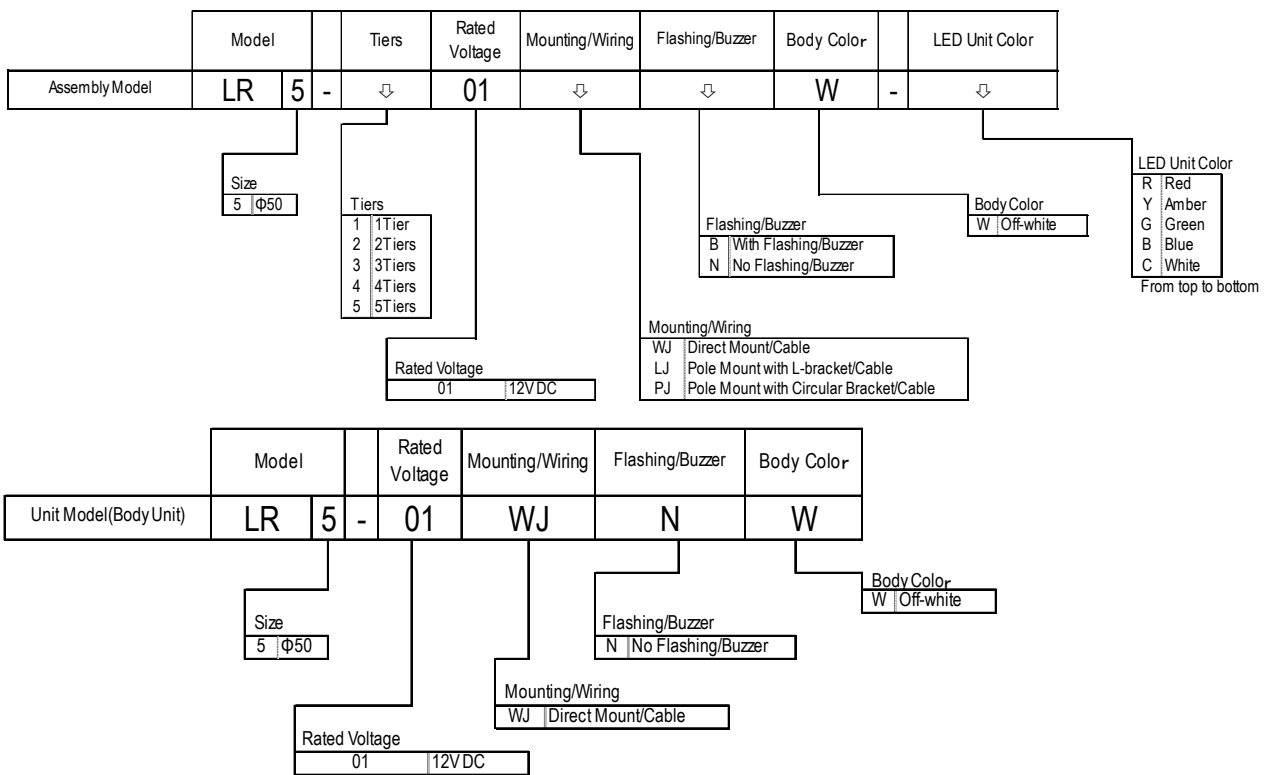 Model Tiers Rated Voltage Mounting/Wiring Flashing/Buzzer Body Color LED Unit Color
Assembly Model LR 5 - ⇩ 01 ⇩ ⇩ W - ⇩
Size
5 Φ50
Tiers
1 1Tier
2 2Tiers
3 3Tiers
4 4Tiers
5 5Tiers
Rated Voltage
01 12V DC
Mounting/Wiring
WJ Direct Mount/Cable
LJ Pole Mount with L-bracket/Cable
PJ Pole Mount with Circular Bracket/Cable
Flashing/Buzzer
B With Flashing/Buzzer
N No Flashing/Buzzer
Body Color
W Off-white
LED Unit Color
R Red
Y Amber
G Green
B Blue
C White
From top to bottom
Model Rated Voltage Mounting/Wiring Flashing/Buzzer Body Color
Unit Model(Body Unit) LR 5 - 01 WJ N W
Size
5 Φ50
Rated Voltage
01 12V DC
Mounting/Wiring
WJ Direct Mount/Cable
Flashing/Buzzer
N No Flashing/Buzzer
Body Color
W Off-white